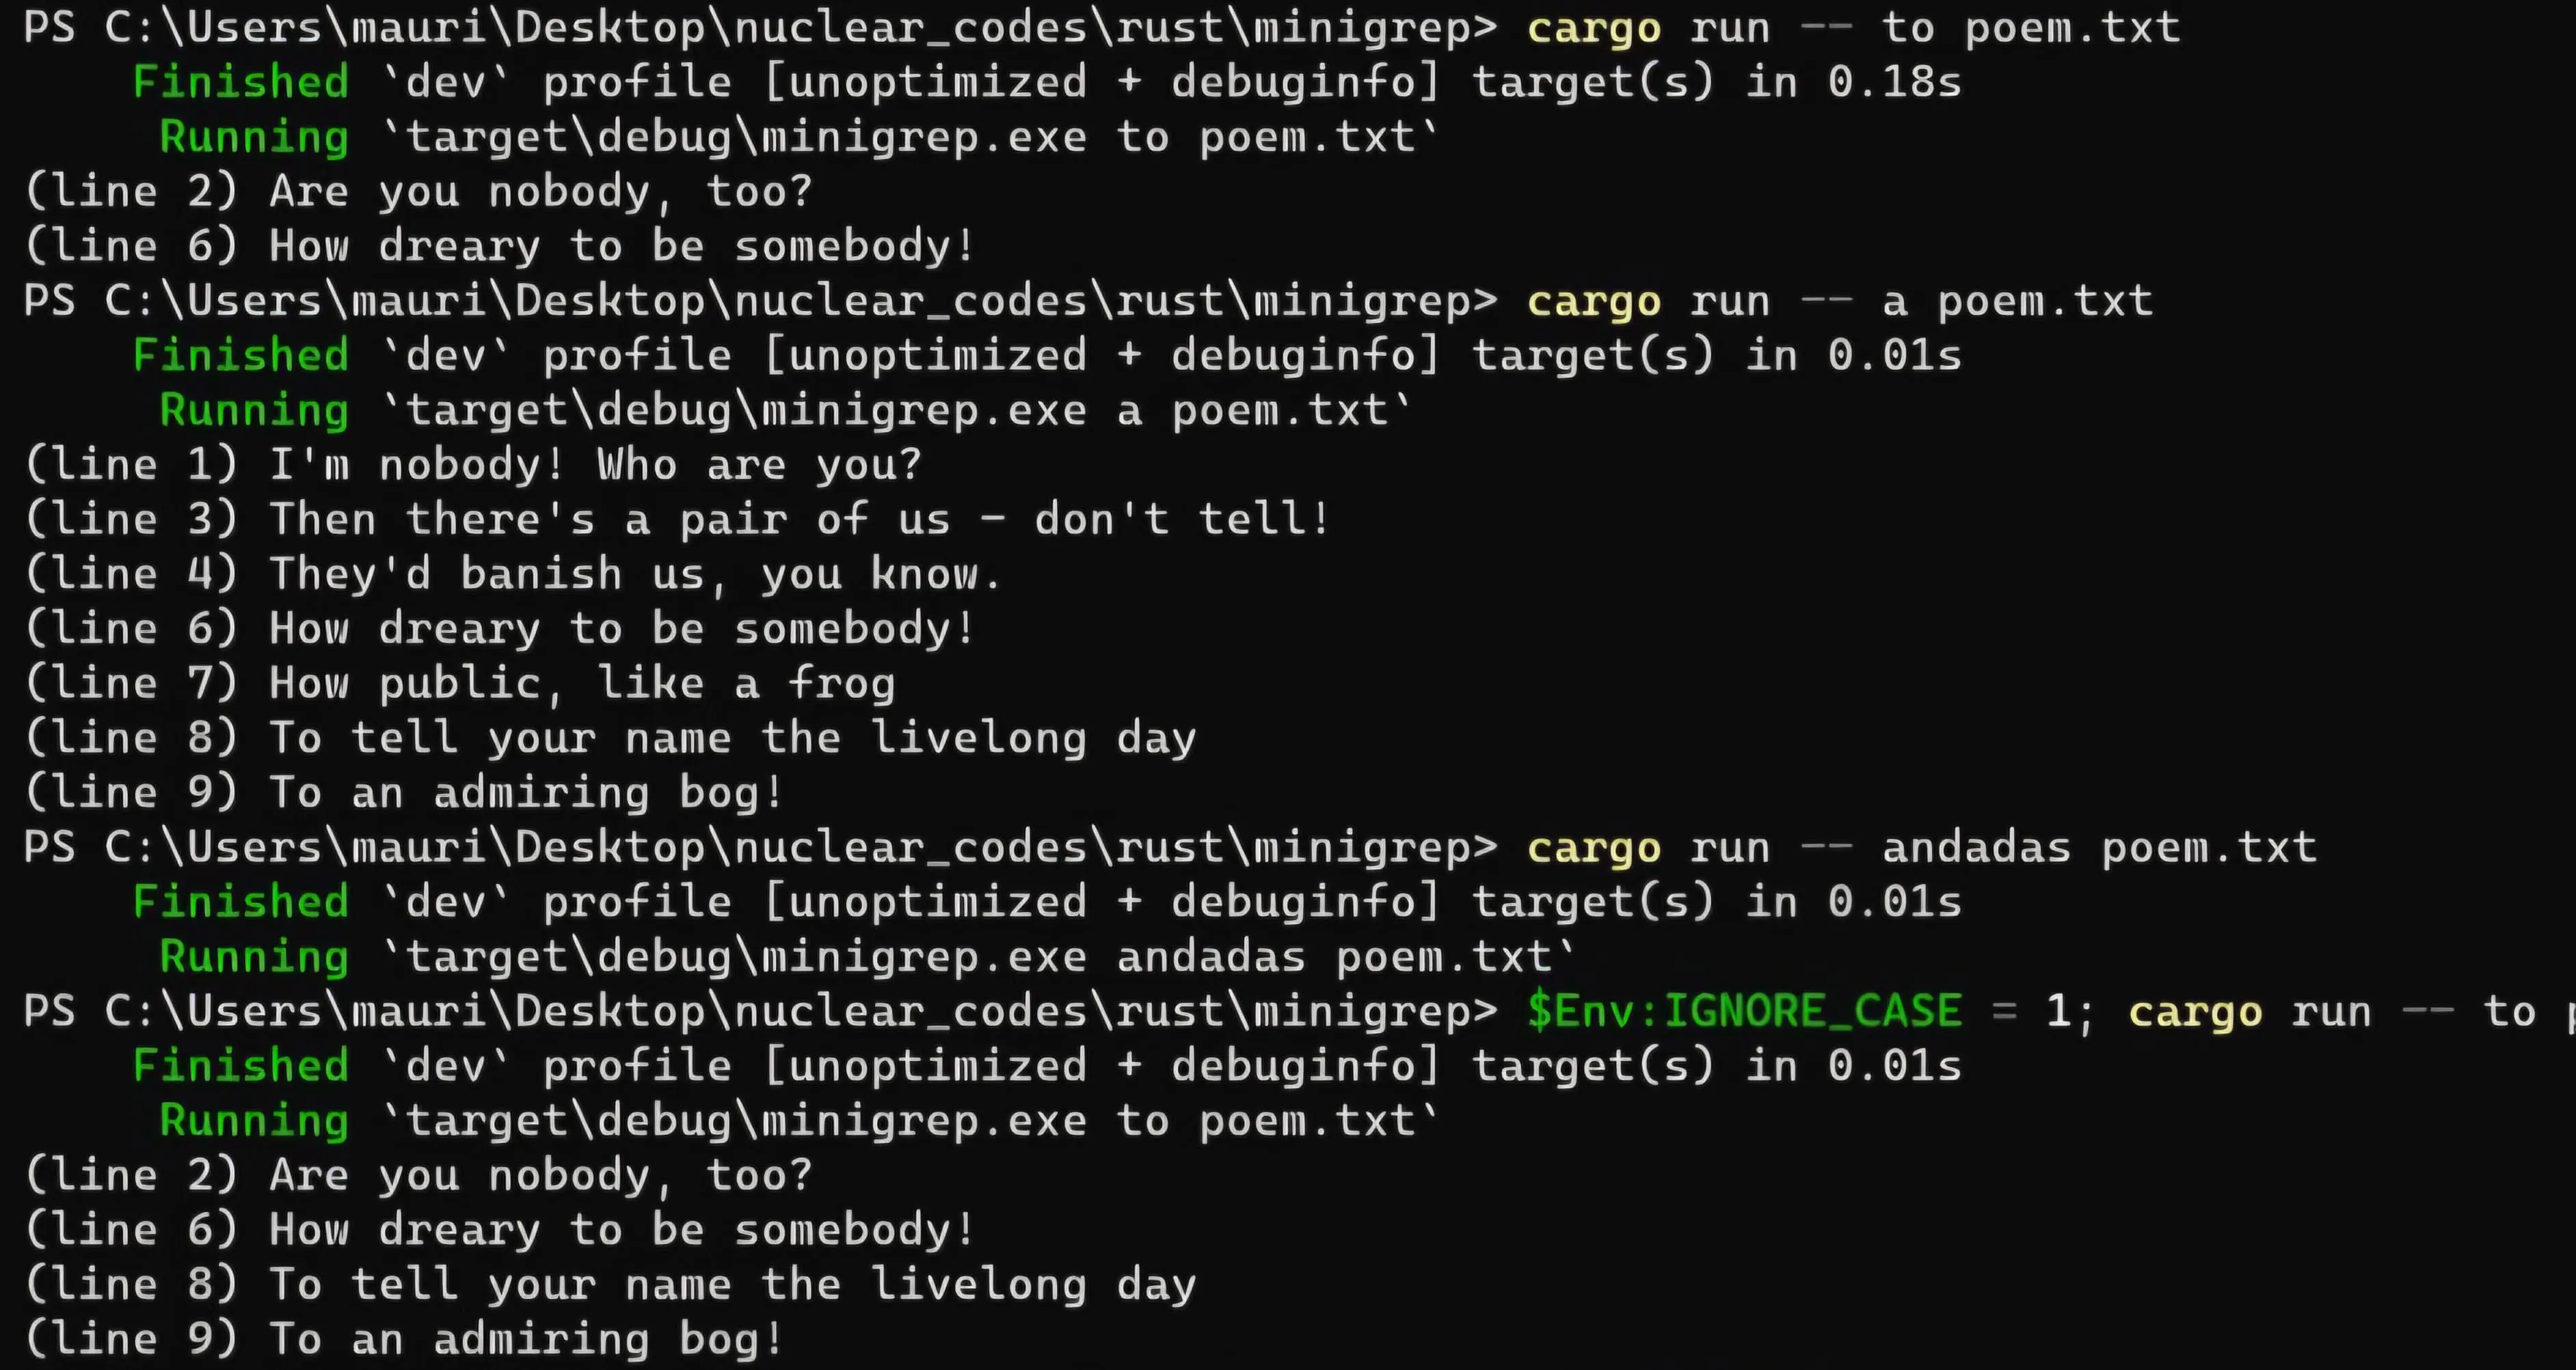 PS C:\Users\mauri\Desktop\nuclear_codes\rust\minigrep> cargo run -- to poem.txt
    Finished `dev` profile [unoptimized + debuginfo] target(s) in 0.18s
     Running `target\debug\minigrep.exe to poem.txt`
(line 2) Are you nobody, too?
(line 6) How dreary to be somebody!
PS C:\Users\mauri\Desktop\nuclear_codes\rust\minigrep> cargo run -- a poem.txt
    Finished `dev` profile [unoptimized + debuginfo] target(s) in 0.01s
     Running `target\debug\minigrep.exe a poem.txt`
(line 1) I'm nobody! Who are you?
(line 3) Then there's a pair of us - don't tell!
(line 4) They'd banish us, you know.
(line 6) How dreary to be somebody!
(line 7) How public, like a frog
(line 8) To tell your name the livelong day
(line 9) To an admiring bog!
PS C:\Users\mauri\Desktop\nuclear_codes\rust\minigrep> cargo run -- andadas poem.txt
    Finished `dev` profile [unoptimized + debuginfo] target(s) in 0.01s
     Running `target\debug\minigrep.exe andadas poem.txt`
PS C:\Users\mauri\Desktop\nuclear_codes\rust\minigrep> $Env:IGNORE_CASE = 1; cargo run -- to
    Finished `dev` profile [unoptimized + debuginfo] target(s) in 0.01s
     Running `target\debug\minigrep.exe to poem.txt`
(line 2) Are you nobody, too?
(line 6) How dreary to be somebody!
(line 8) To tell your name the livelong day
(line 9) To an admiring bog!